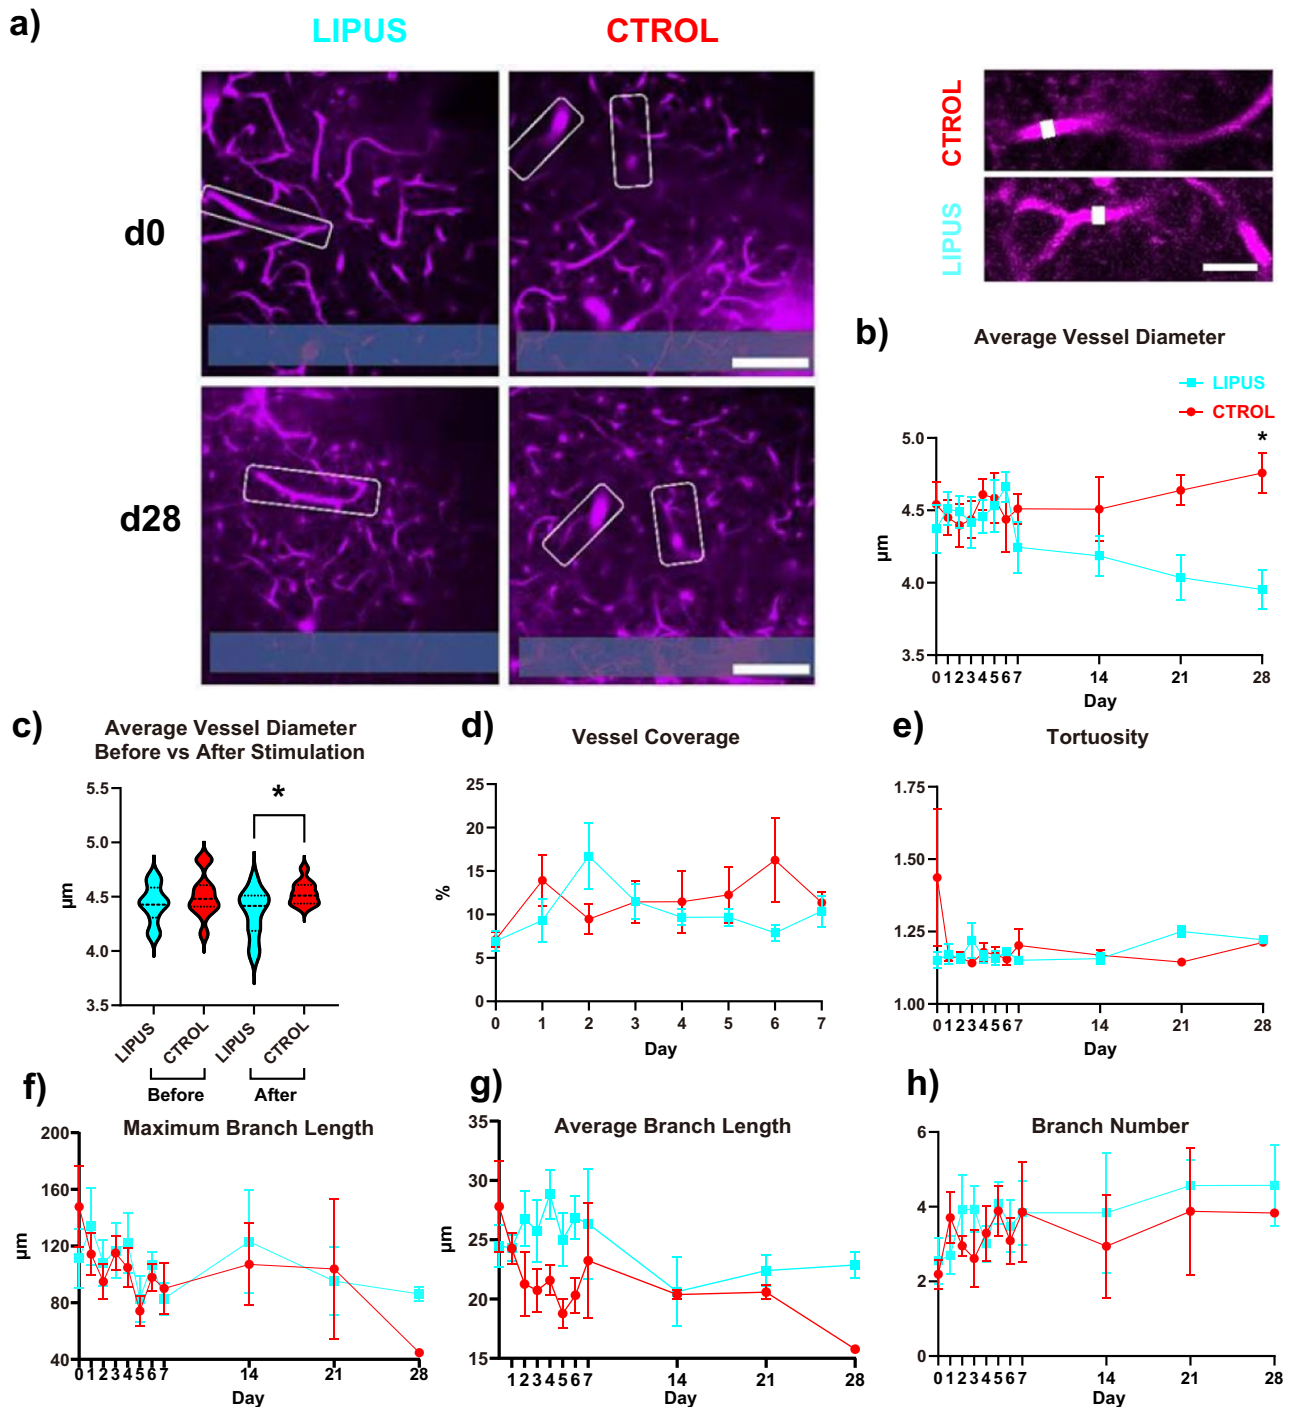 a)
LIPUS
CTROL
d0
d28
CTROL
LIPUS
b)
Average Vessel Diameter
LIPUS
CTROL
*
5.0
4.5
4.0
3.5
µm
0 1 2 3 4 5 6 7 14 21 28
Day
c)
Average Vessel Diameter
Before vs After Stimulation
*
5.5
5.0
4.5
4.0
3.5
µm
LIPUS CTROL LIPUS CTROL
Before After
d)
Vessel Coverage
25
20
15
10
5
0
%
0 1 2 3 4 5 6 7
Day
e)
Tortuosity
1.75
1.50
1.25
1.00
0 1 2 3 4 5 6 7 14 21 28
Day
f)
Maximum Branch Length
200
160
120
80
40
µm
0 1 2 3 4 5 6 7 14 21 28
Day
g)
Average Branch Length
35
30
25
20
15
µm
1 2 3 4 5 6 7 14 21 28
Day
h)
Branch Number
6
4
2
0
0 1 2 3 4 5 6 7 14 21 28
Day